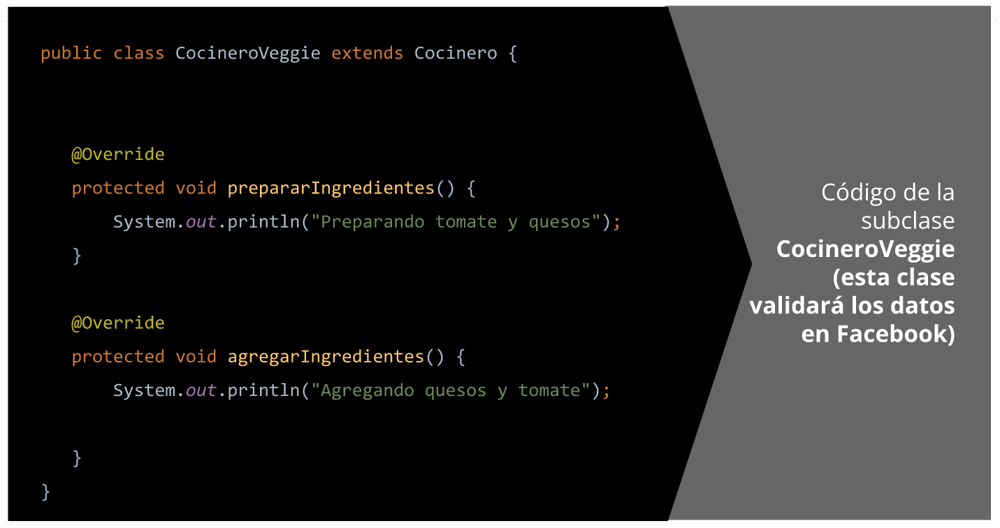 public class CocineroVeggie extends Cocinero {
@Override
protected void prepararIngredientes() {
System.out.println("Preparando tomate y quesos");
}
@Override
protected void agregarIngredientes() {
System.out.println("Agregando quesos y tomate");
}
}
Código de la
subclase
CocineroVeggie
(esta clase
validará los datos
en Facebook)